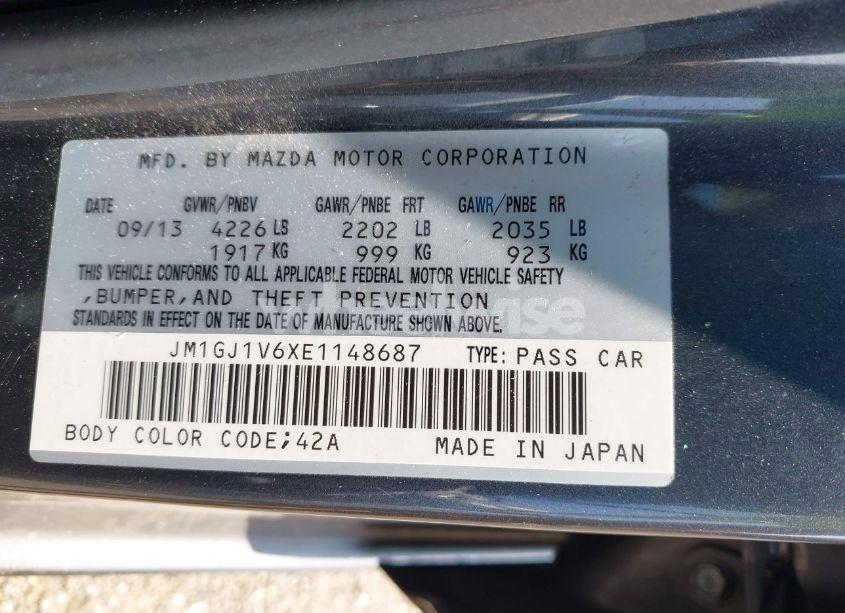 MFD. BY MAZDA MOTOR CORPORATION
DATE GVWR/PNBV GAWR/PNBE FRT GAWR/PNBE RR
09/13 4226 LB 2202 LB 2035 LB
1917 KG 999 KG 923 KG
THIS VEHICLE CONFORMS TO ALL APPLICABLE FEDERAL MOTOR VEHICLE SAFETY
,BUMPER,AND THEFT PREVENTION
STANDARDS IN EFFECT ON THE DATE OF MANUFACTURE SHOWN ABOVE.
JM1GJ1V6XE1148687 TYPE: PASS CAR
BODY COLOR CODE;42A MADE IN JAPAN